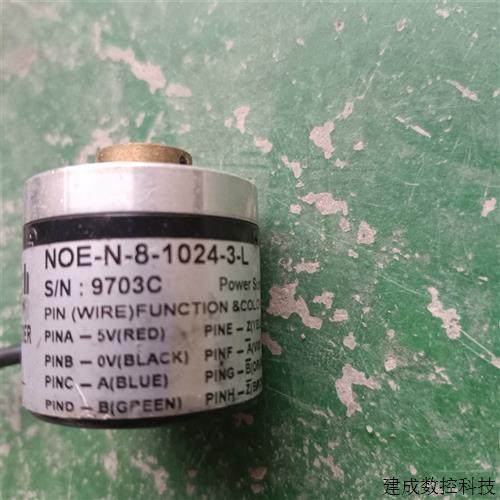 NOE-N-8-1024-3-L
S/N : 9703C Power
PIN (WIRE)FUNCTION &COLO
PINA – 5V(RED) PINE – Z(YE
PINB – 0V(BLACK) PINF – A̅(
PINC – A(BLUE) PING – B̅(
PIND – B(GREEN) PINH – Z̅(
建成数控科技